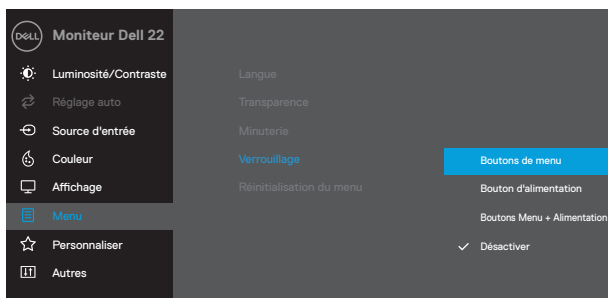 DELL
Moniteur Dell 22
Luminosité/Contraste
Réglage auto
Source d'entrée
Couleur
Affichage
Menu
Personnaliser
Autres
Langue
Transparence
Minuterie
Verrouillage
Réinitialisation du menu
Boutons de menu
Bouton d'alimentation
Boutons Menu + Alimentation
Désactiver